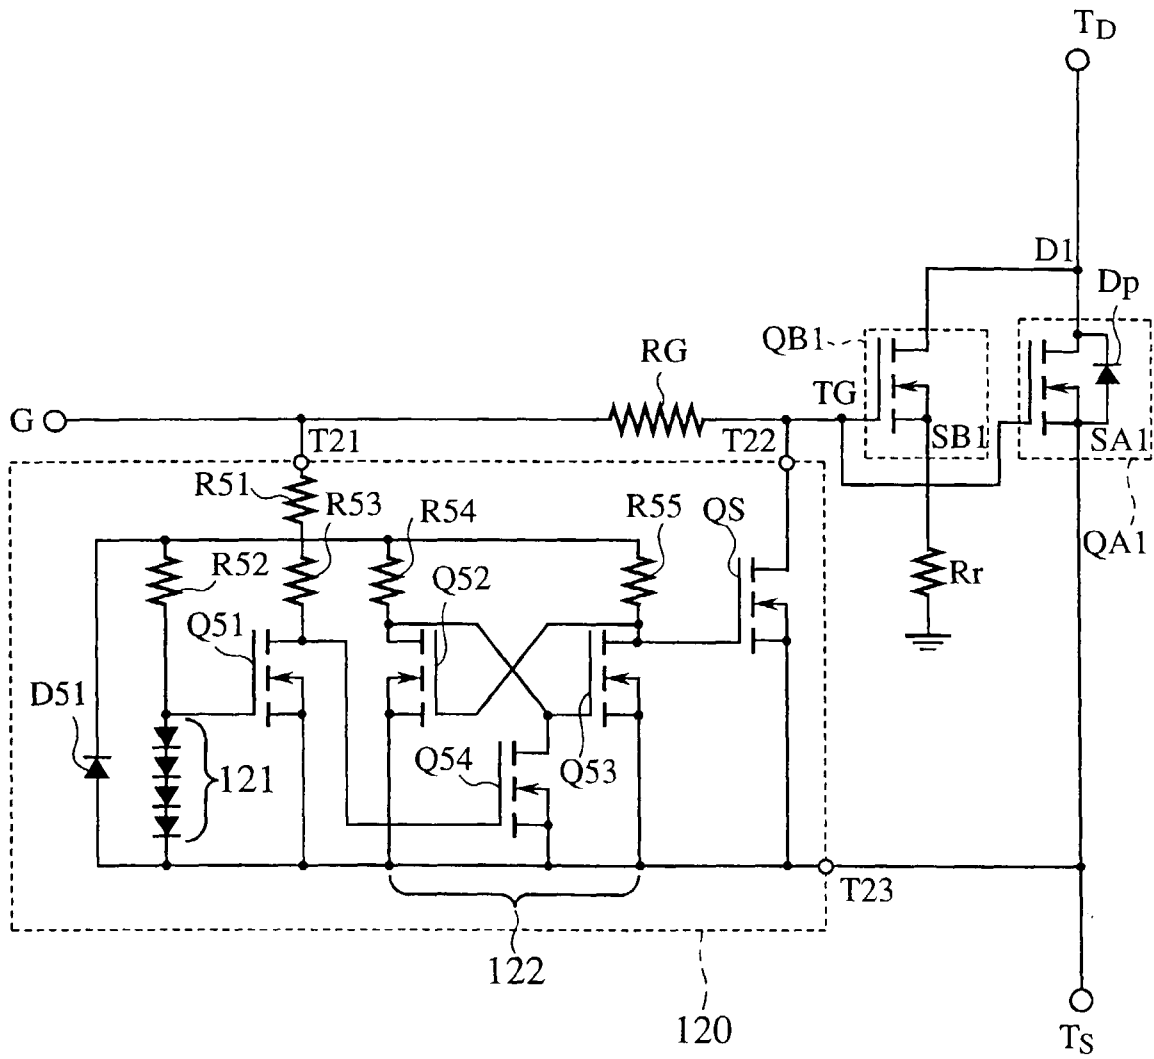 TD
D1
Dp
QB1
RG
TG
G
T21
T22
SB1
SA1
R51
R53
R54
R55
QS
QA1
R52
Q52
Rr
Q51
D51
121
Q54
Q53
T23
122
120
TS